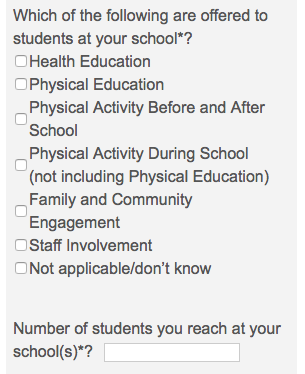 Which of the following are offered to
students at your school*?
Health Education
Physical Education
Physical Activity Before and After
School
Physical Activity During School
(not including Physical Education)
Family and Community
Engagement
Staff Involvement
Not applicable/don’t know
Number of students you reach at your
school(s)*?